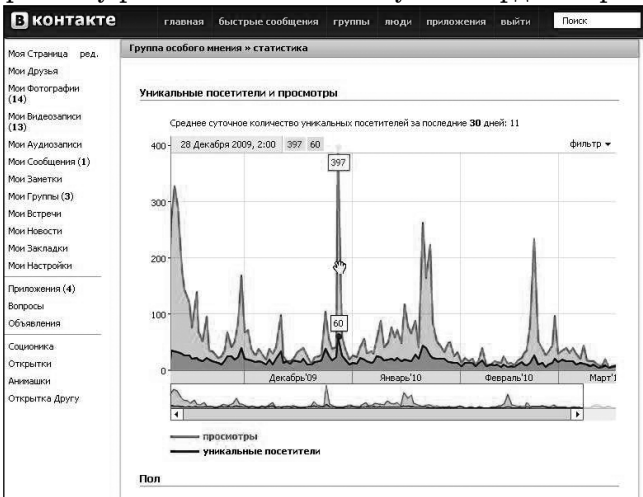 В контакте главная быстрые сообщения группы люди приложения выйти Поиск
Группа особого мнения » статистика
Моя Страница ред.
Мои Друзья
Мои Фотографии
(14)
Мои Видеозаписи
(13)
Мои Аудиозаписи
Мои Сообщения (1)
Мои Заметки
Мои Группы (3)
Мои Встречи
Мои Новости
Мои Закладки
Мои Настройки
Приложения (4)
Вопросы
Объявления
Соционика
Открытки
Анимашки
Открытка Другу
Уникальные посетители и просмотры
Среднее суточное количество уникальных посетителей за последние 30 дней: 11
28 Декабря 2009, 2:00 397 60 фильтр
400
300
200
100
0
397
60
Декабрь'09 Январь'10 Февраль'10 Март'1
просмотры
уникальные посетители
Пол